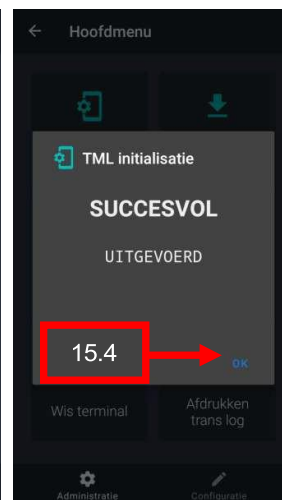 Hoofdmenu
TML initialisatie
SUCCESVOL
UITGEVOERD
15.4
OK
Wis terminal
Afdrukken
trans log
Administratie
Configuratie